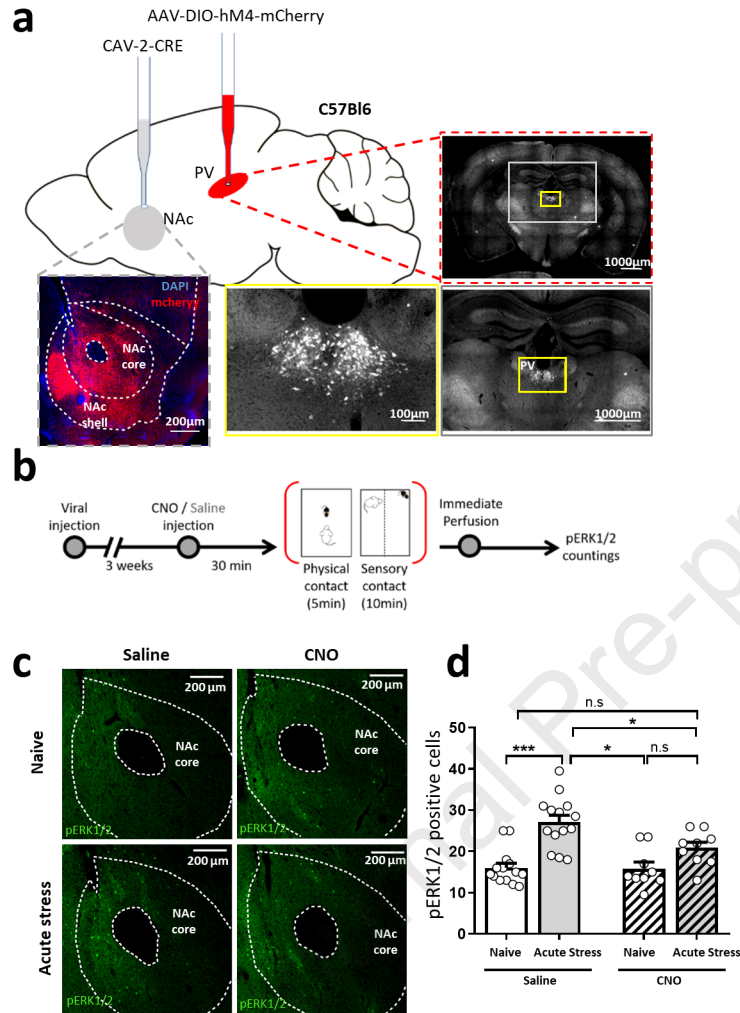 a
AAV-DIO-hM4-mCherry
CAV-2-CRE
C57Bl6
PV
NAc
1000µm
DAPI
mcherry
NAc
core
NAc
shell
200µm
100µm
PV
1000µm
b
Viral
injection
3 weeks
CNO / Saline
injection
30 min
Physical
contact
(5min)
Sensory
contact
(10min)
Immediate
Perfusion
pERK1/2
countings
c
Saline
CNO
Naive
200 µm
NAc
core
pERK1/2
200 µm
NAc
core
pERK1/2
Acute stress
200 µm
NAc
core
pERK1/2
200 µm
NAc
core
pERK1/2
d
n.s
*
***
*
n.s
pERK1/2 positive cells
50
40
30
20
10
0
Naive
Acute Stress
Naive
Acute Stress
Saline
CNO
nal Pre-p